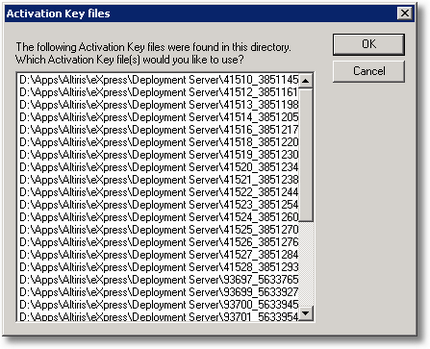 Activation Key files
The following Activation Key files were found in this directory.
Which Activation Key file(s) would you like to use?
OK
Cancel
D:\Apps\Altiris\eXpress\Deployment Server\41510_3851145
D:\Apps\Altiris\eXpress\Deployment Server\41512_3851161
D:\Apps\Altiris\eXpress\Deployment Server\41513_3851198
D:\Apps\Altiris\eXpress\Deployment Server\41514_3851205
D:\Apps\Altiris\eXpress\Deployment Server\41516_3851217
D:\Apps\Altiris\eXpress\Deployment Server\41518_3851220
D:\Apps\Altiris\eXpress\Deployment Server\41519_3851230
D:\Apps\Altiris\eXpress\Deployment Server\41520_3851234
D:\Apps\Altiris\eXpress\Deployment Server\41521_3851238
D:\Apps\Altiris\eXpress\Deployment Server\41522_3851244
D:\Apps\Altiris\eXpress\Deployment Server\41523_3851254
D:\Apps\Altiris\eXpress\Deployment Server\41524_3851260
D:\Apps\Altiris\eXpress\Deployment Server\41525_3851270
D:\Apps\Altiris\eXpress\Deployment Server\41526_3851276
D:\Apps\Altiris\eXpress\Deployment Server\41527_3851284
D:\Apps\Altiris\eXpress\Deployment Server\41528_3851293
D:\Apps\Altiris\eXpress\Deployment Server\93697_5633765
D:\Apps\Altiris\eXpress\Deployment Server\93699_5633927
D:\Apps\Altiris\eXpress\Deployment Server\93700_5633945
D:\Apps\Altiris\eXpress\Deployment Server\93701_5633954